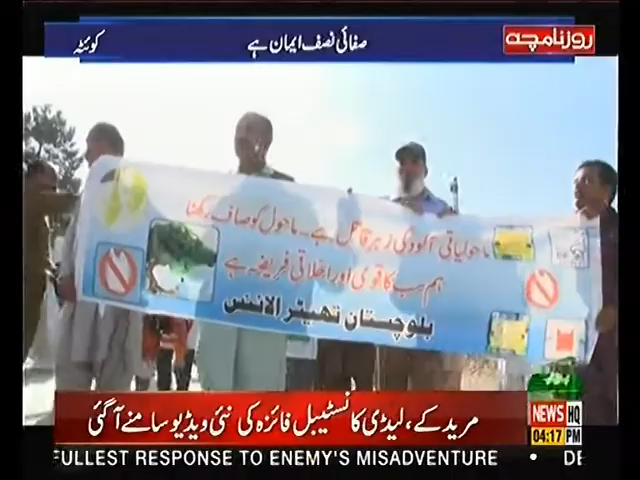 کوئٹہ
صفائی نصف ایمان ہے
روزنامچہ
ماحولیاتی آلودگی زہر قاتل ہے۔ ماحول کو صاف رکھنا
ہم سب کا قومی اور اخلاقی فریضہ ہے
بلوچستان تھیٹر الائنس
مریدکے، لیڈی کانسٹیبل فائزہ کی نئی ویڈیو سامنے آگئی
NEWS HQ
04:17 PM
FULLEST RESPONSE TO ENEMY'S MISADVENTURE • DE